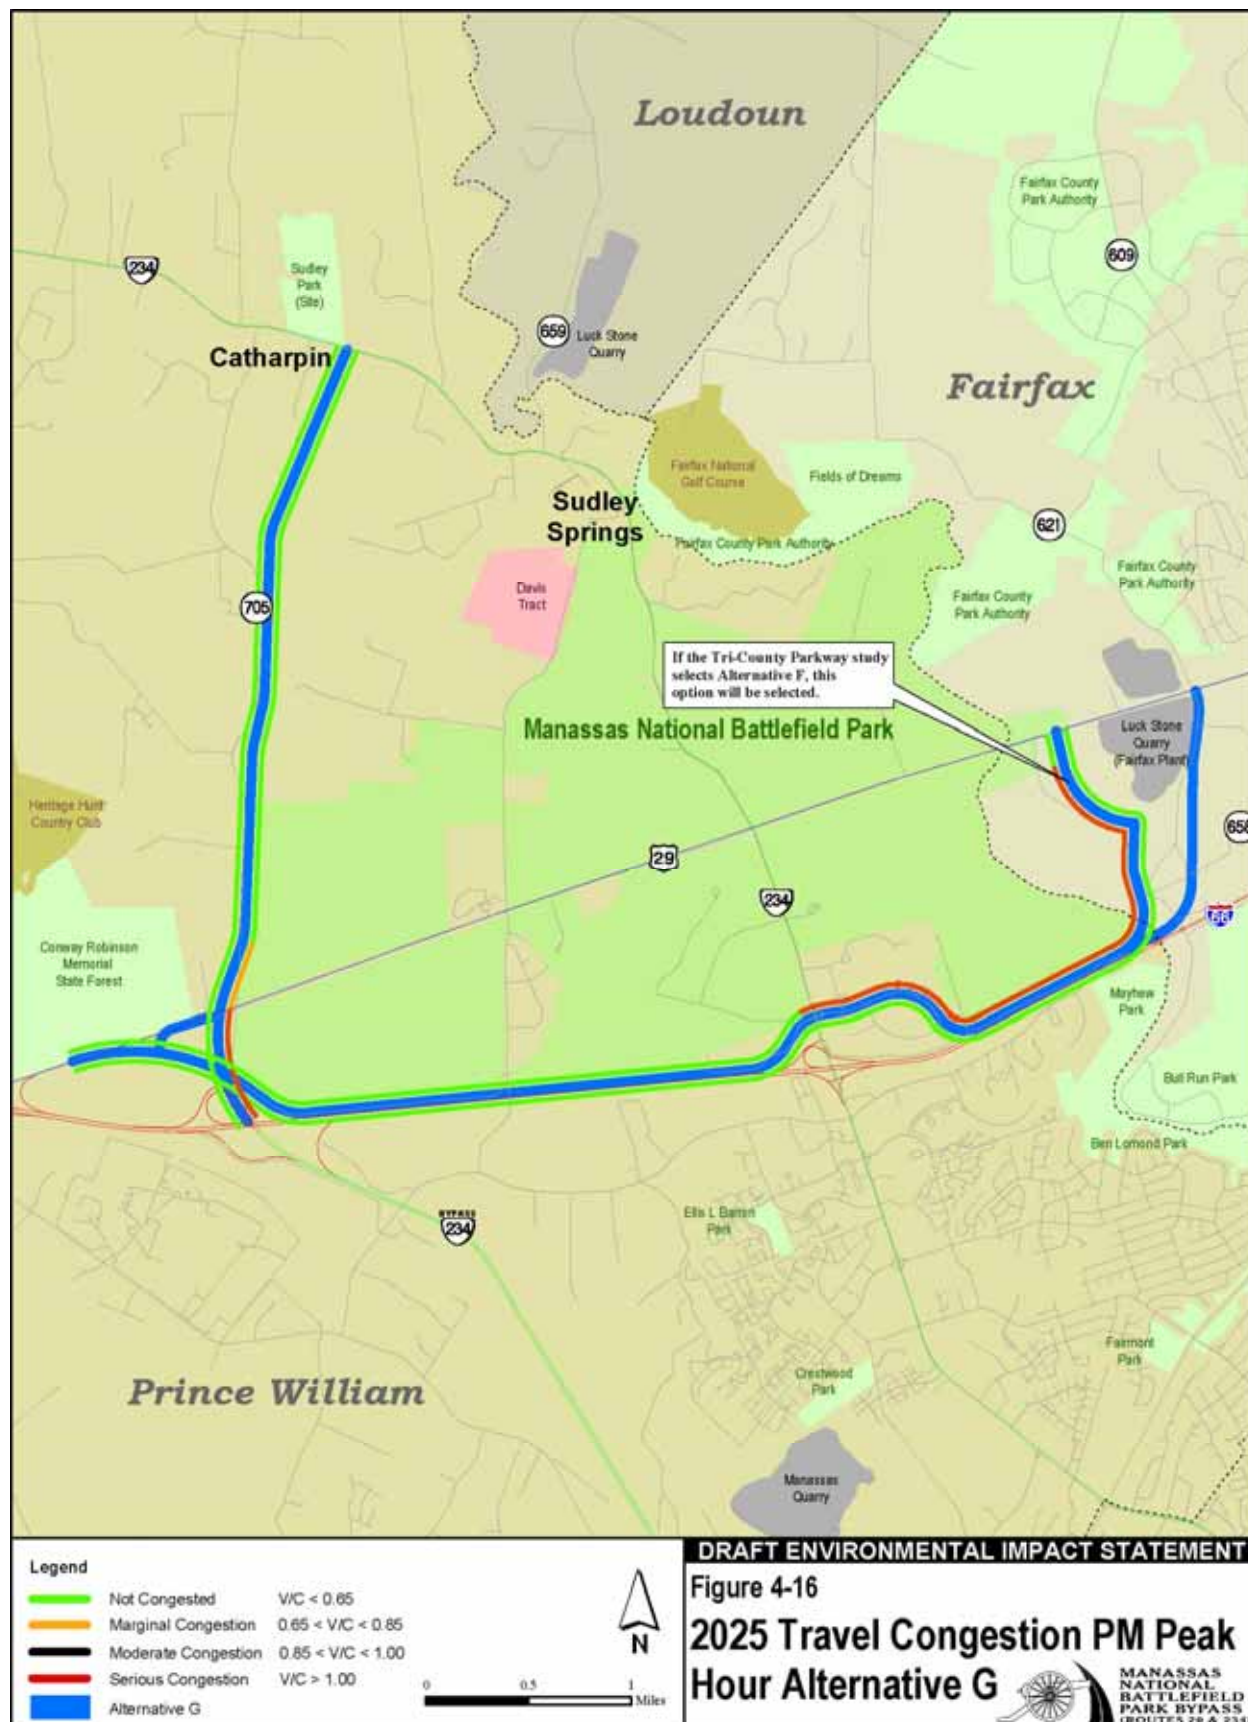 Loudoun
Fairfax County
Park Authority
609
234
Sudley
Park
(Site)
659
Luck Stone
Quarry
Catharpin
Fairfax
Fairfax National
Golf Course
Fields of Dreams
Sudley
Springs
621
Fairfax County Park Authority
Fairfax County
Park Authority
Davis
Tract
Fairfax County
Park Authority
705
If the Tri-County Parkway study
selects Alternative F, this
option will be selected.
Manassas National Battlefield Park
Luck Stone
Quarry
(Fairfax Plant)
Heritage Hunt
Country Club
658
29
234
66
Conway Robinson
Memorial
State Forest
Mayhew
Park
Bull Run Park
Ben Lomond Park
BYPASS
234
Ellis L Barron
Park
Fairmont
Park
Crestwood
Park
Prince William
Manassas
Quarry
Legend
Not Congested V/C < 0.65
Marginal Congestion 0.65 < V/C < 0.85
Moderate Congestion 0.85 < V/C < 1.00
Serious Congestion V/C > 1.00
Alternative G
N
0 0.5 1
Miles
DRAFT ENVIRONMENTAL IMPACT STATEMENT
Figure 4-16
2025 Travel Congestion PM Peak
Hour Alternative G
MANASSAS
NATIONAL
BATTLEFIELD
PARK BYPASS
(ROUTES 29 & 234)